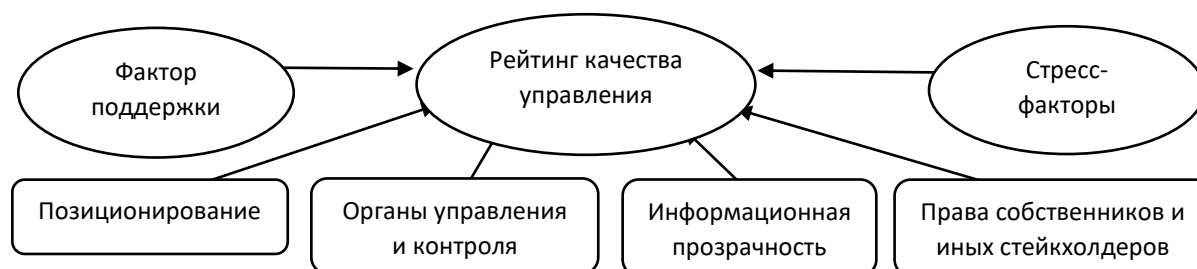 Фактор
поддержки
Рейтинг качества
управления
Стресс-
факторы
Позиционирование
Органы управления
и контроля
Информационная
прозрачность
Права собственников и
иных стейкхолдеров